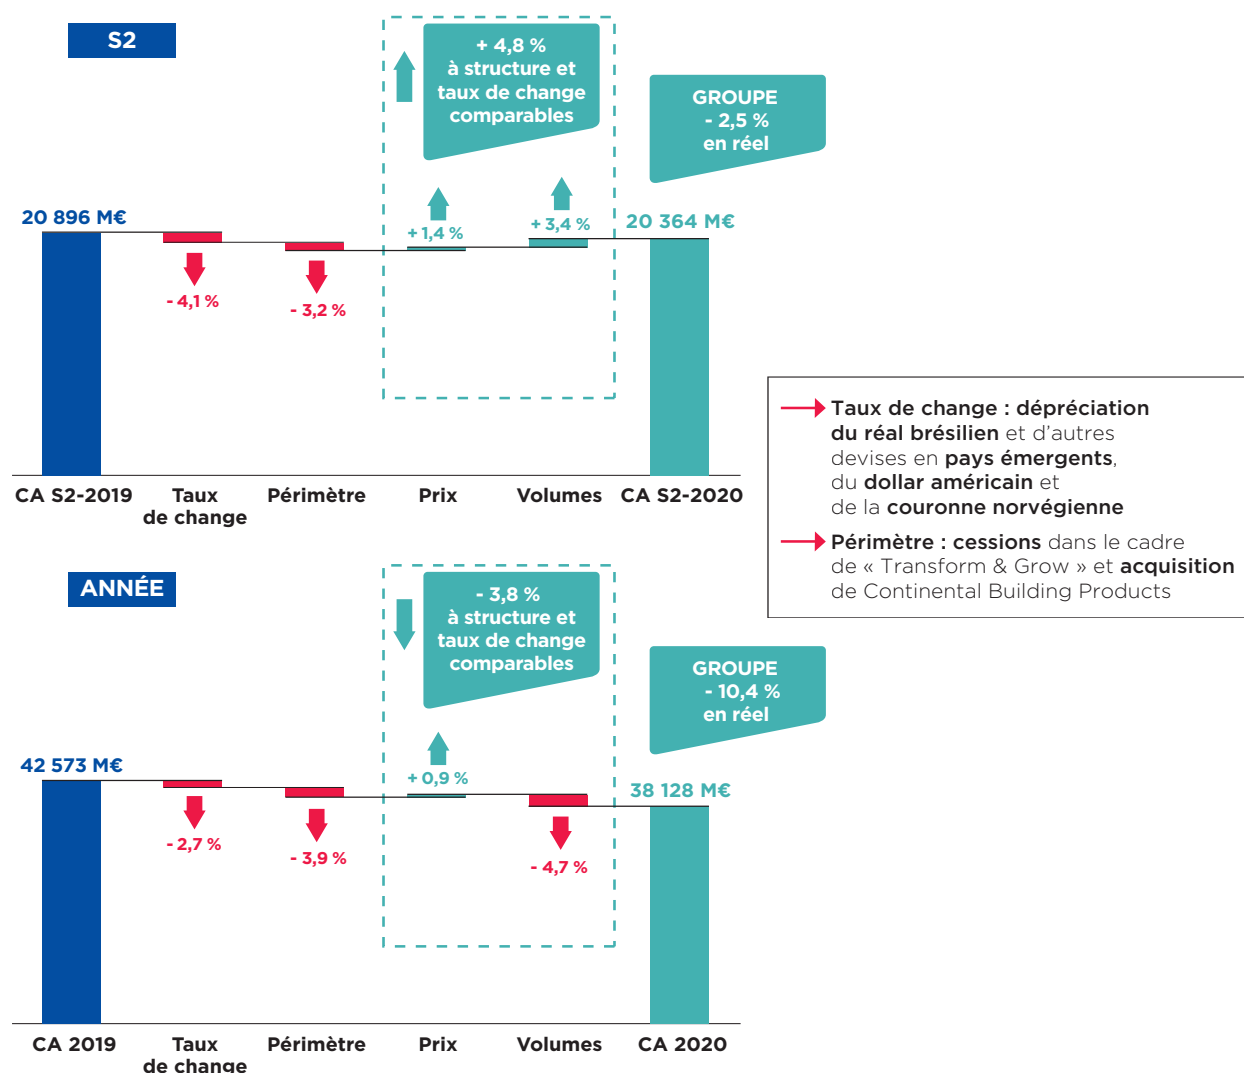 S2
+ 4,8 %
à structure et
taux de change
comparables
GROUPE
- 2,5 %
en réel
20 896 M€
+ 1,4 %
+ 3,4 %
20 364 M€
- 4,1 %
- 3,2 %
CA S2-2019
Taux
de change
Périmètre
Prix
Volumes
CA S2-2020
Taux de change : dépréciation
du réal brésilien et d’autres
devises en pays émergents,
du dollar américain et
de la couronne norvégienne
Périmètre : cessions dans le cadre
de « Transform & Grow » et acquisition
de Continental Building Products
ANNÉE
- 3,8 %
à structure et
taux de change
comparables
GROUPE
- 10,4 %
en réel
42 573 M€
+ 0,9 %
38 128 M€
- 2,7 %
- 3,9 %
- 4,7 %
CA 2019
Taux
de change
Périmètre
Prix
Volumes
CA 2020